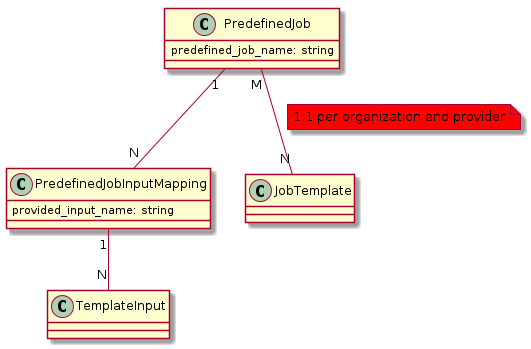 C PredefinedJob
predefined_job_name: string
1
M
1:1 per organization and provider
N
N
C PredefinedJobInputMapping
provided_input_name: string
C JobTemplate
1
N
C TemplateInput